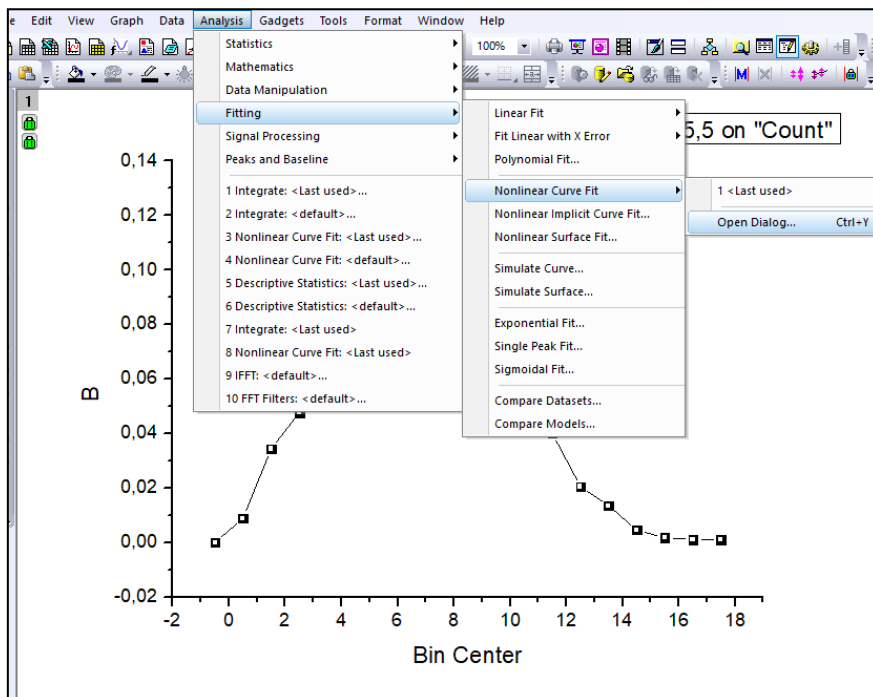 Edit View Graph Data Analysis Gadgets Tools Format Window Help
100%
Statistics
Mathematics
Data Manipulation
Fitting
Signal Processing
Peaks and Baseline
1 Integrate: <Last used>...
2 Integrate: <default>...
3 Nonlinear Curve Fit: <Last used>...
4 Nonlinear Curve Fit: <default>...
5 Descriptive Statistics: <Last used>...
6 Descriptive Statistics: <default>...
7 Integrate: <Last used>
8 Nonlinear Curve Fit: <Last used>
9 IFFT: <default>...
10 FFT Filters: <default>...
Linear Fit
Fit Linear with X Error
Polynomial Fit...
Nonlinear Curve Fit
Nonlinear Implicit Curve Fit...
Nonlinear Surface Fit...
Simulate Curve...
Simulate Surface...
Exponential Fit...
Single Peak Fit...
Sigmoidal Fit...
Compare Datasets...
Compare Models...
1 <Last used>
Open Dialog... Ctrl+Y
1
5,5 on "Count"
0,14
0,12
0,10
0,08
0,06
0,04
0,02
0,00
-0,02
B
-2 0 2 4 6 8 10 12 14 16 18
Bin Center